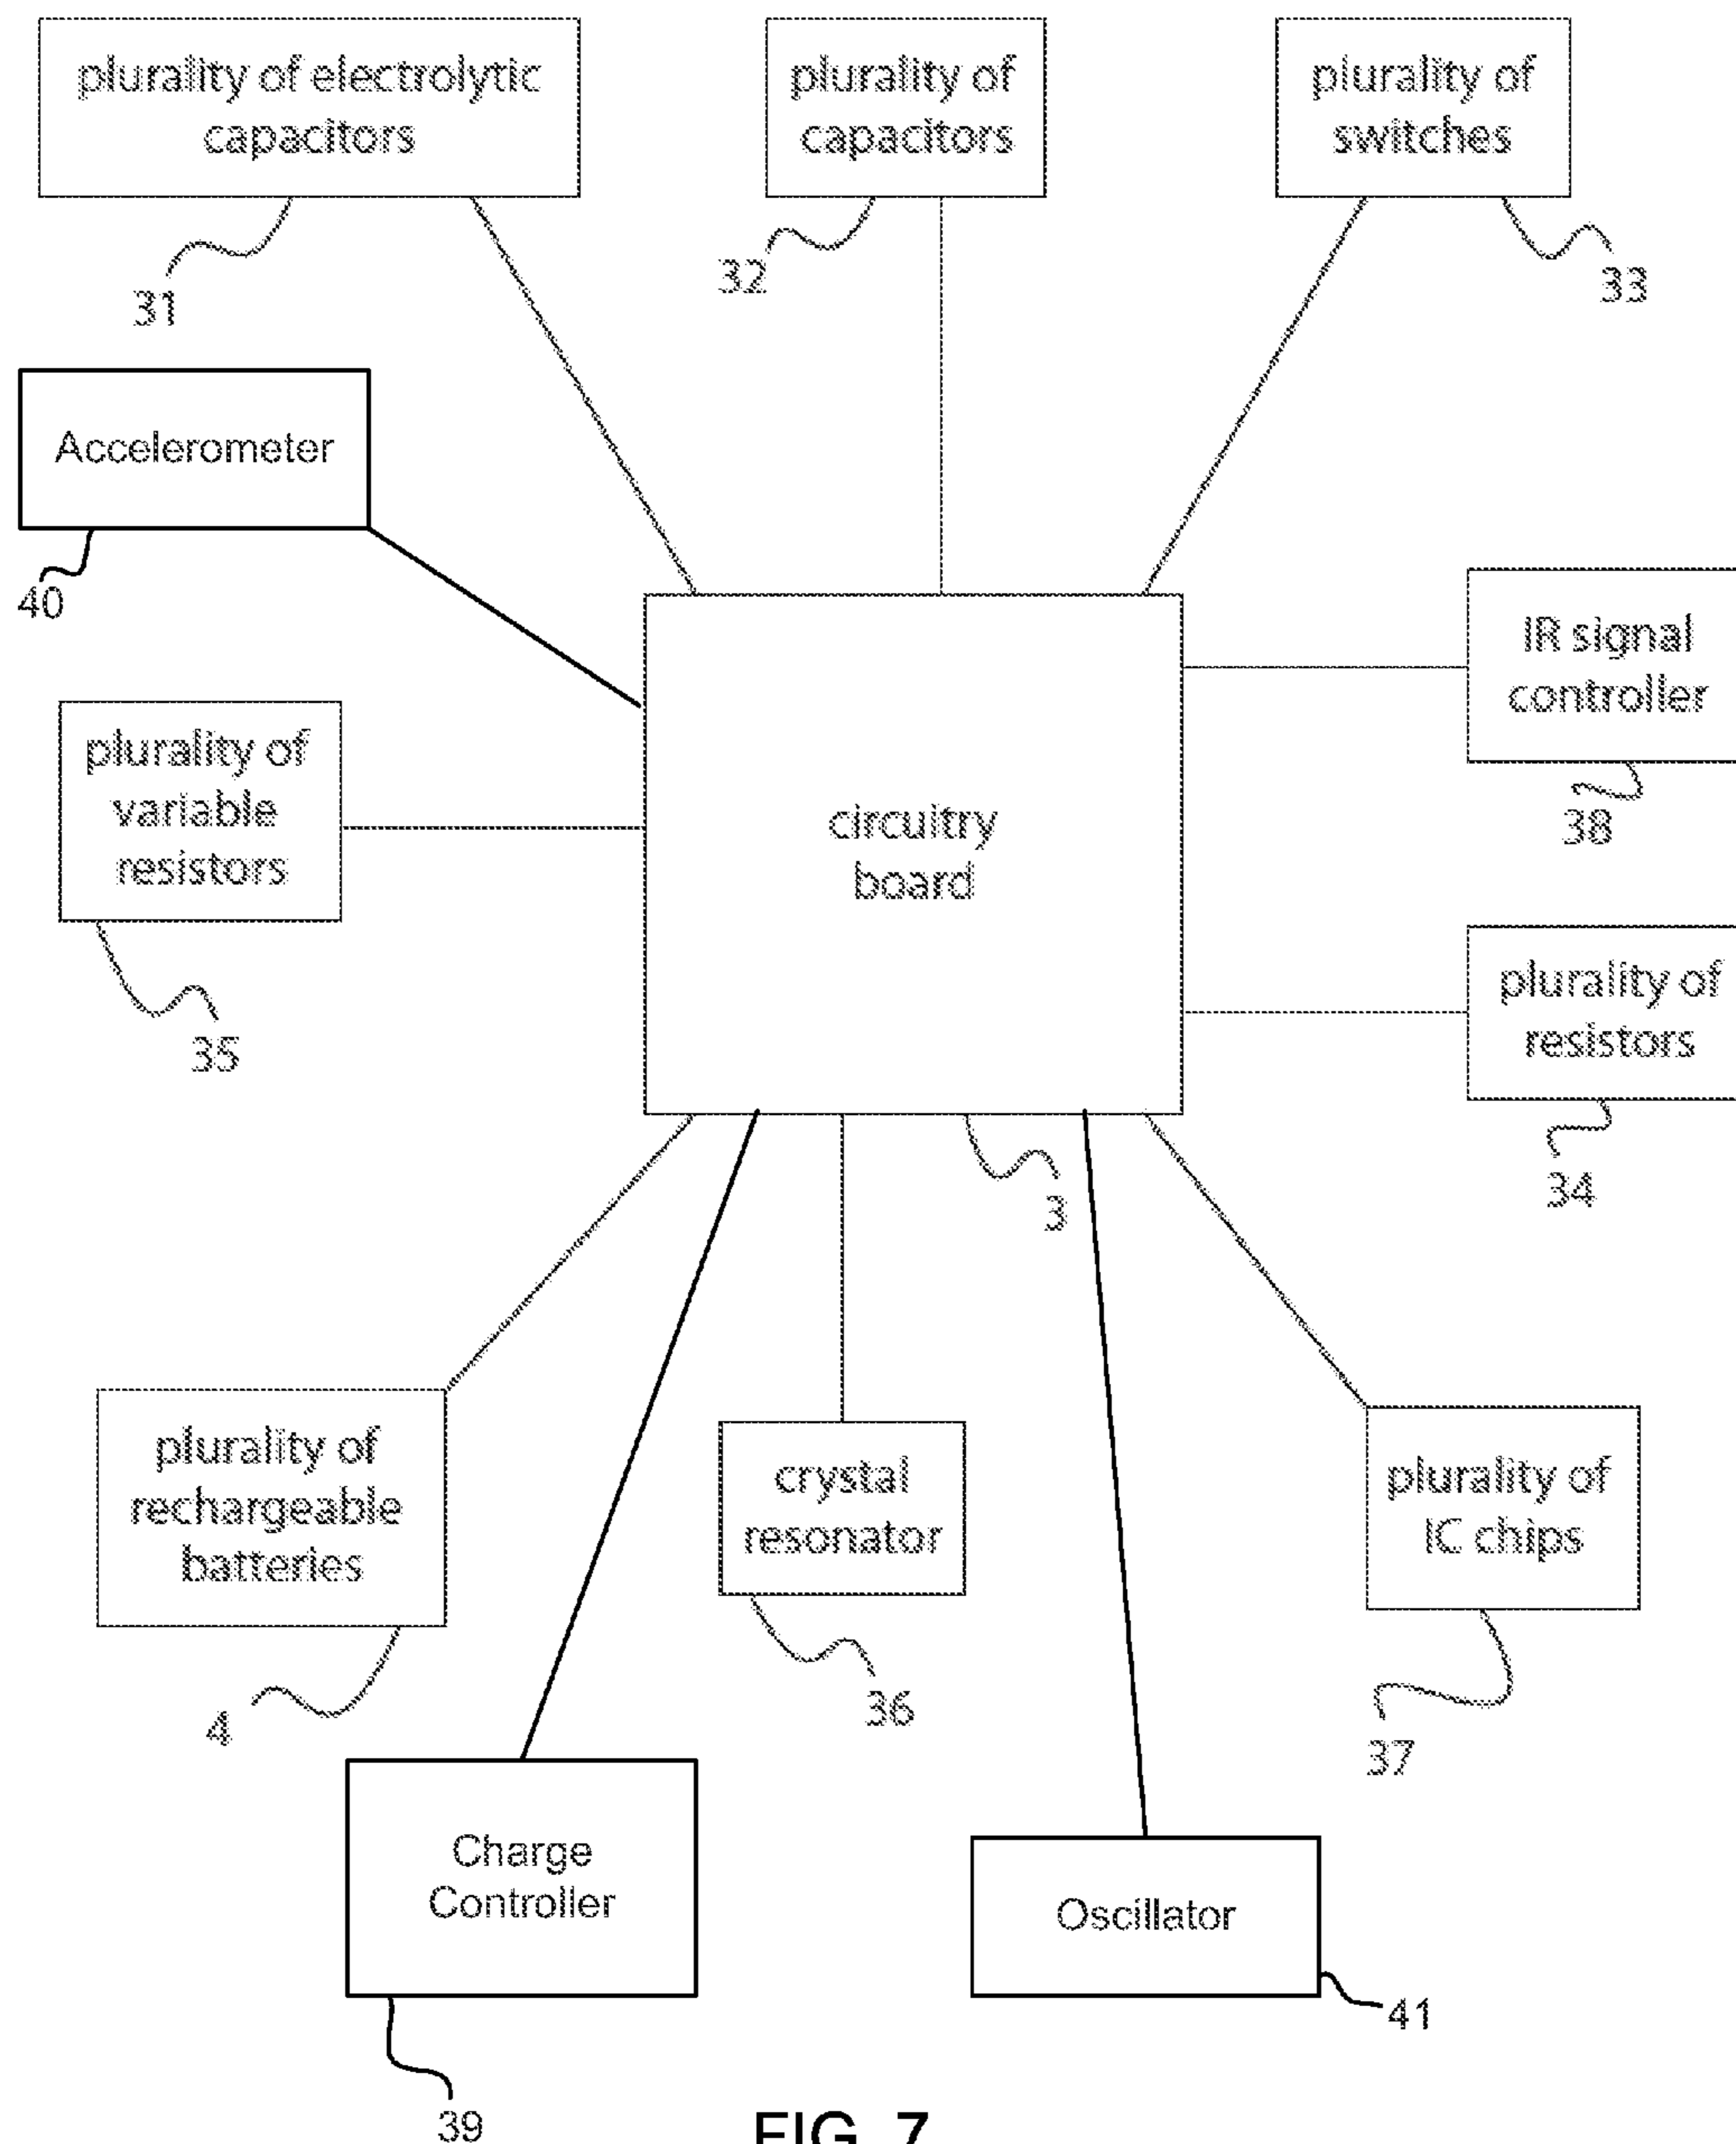 plurality of electrolytic
capacitors
31
plurality of
capacitors
32
plurality of
switches
33
Accelerometer
40
IR signal
controller
38
plurality of
variable
resistors
35
circuitry
board
3
plurality of
resistors
34
plurality of
rechargeable
batteries
4
crystal
resonator
36
plurality of
IC chips
37
Charge
Controller
39
Oscillator
41
FIG. 7